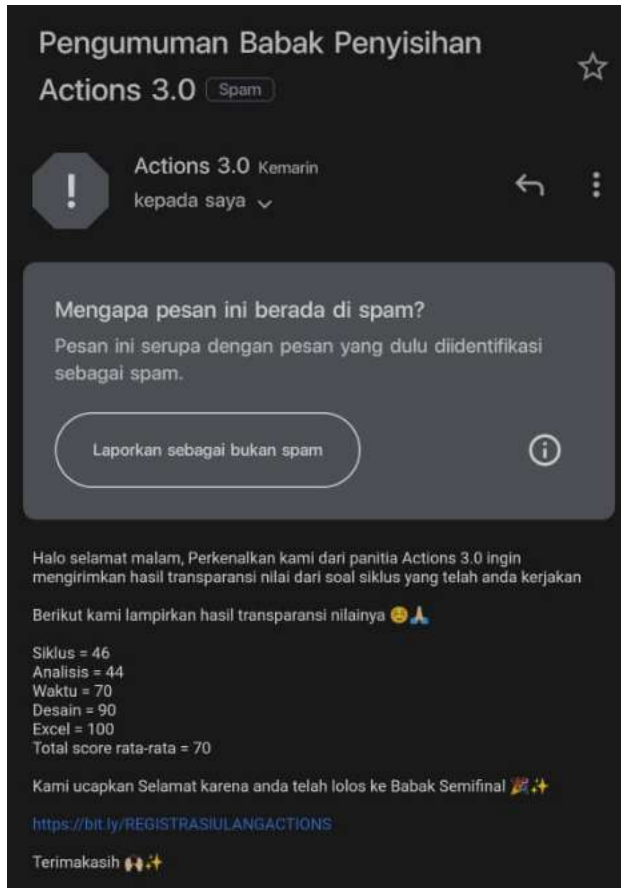 Pengumuman Babak Penyisihan
Actions 3.0 Spam
Actions 3.0 Kemarin
kepada saya
Mengapa pesan ini berada di spam?
Pesan ini serupa dengan pesan yang dulu diidentifikasi
sebagai spam.
Laporkan sebagai bukan spam
Halo selamat malam, Perkenalkan kami dari panitia Actions 3.0 ingin
mengirimkan hasil transparansi nilai dari soal siklus yang telah anda kerjakan
Berikut kami lampirkan hasil transparansi nilainya ☺️🙏🏻
Siklus = 46
Analisis = 44
Waktu = 70
Desain = 90
Excel = 100
Total score rata-rata = 70
Kami ucapkan Selamat karena anda telah lolos ke Babak Semifinal 🎉✨
https://bit.ly/REGISTRASIULANGACTIONS
Terimakasih 🙌🏻✨